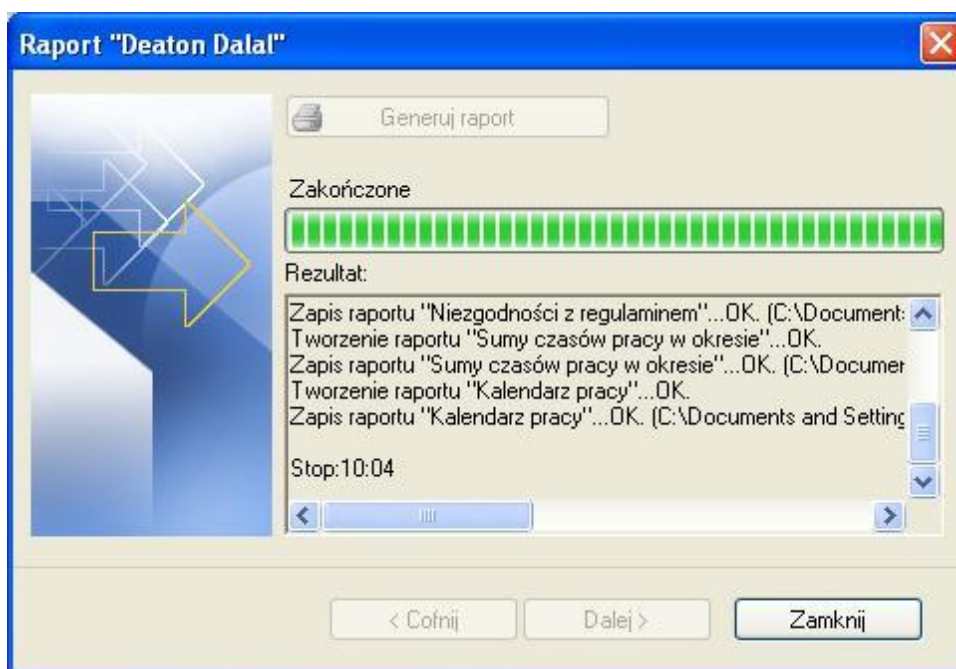 Raport "Deaton Dalal"
Generuj raport
Zakończone
Rezultat:
Zapis raportu "Niezgodności z regulaminem"...OK. (C:\Document
Tworzenie raportu "Sumy czasów pracy w okresie"...OK.
Zapis raportu "Sumy czasów pracy w okresie"...OK. (C:\Documer
Tworzenie raportu "Kalendarz pracy"...OK.
Zapis raportu "Kalendarz pracy"...OK. (C:\Documents and Setting
Stop:10:04
< Cofnij
Dalej >
Zamknij